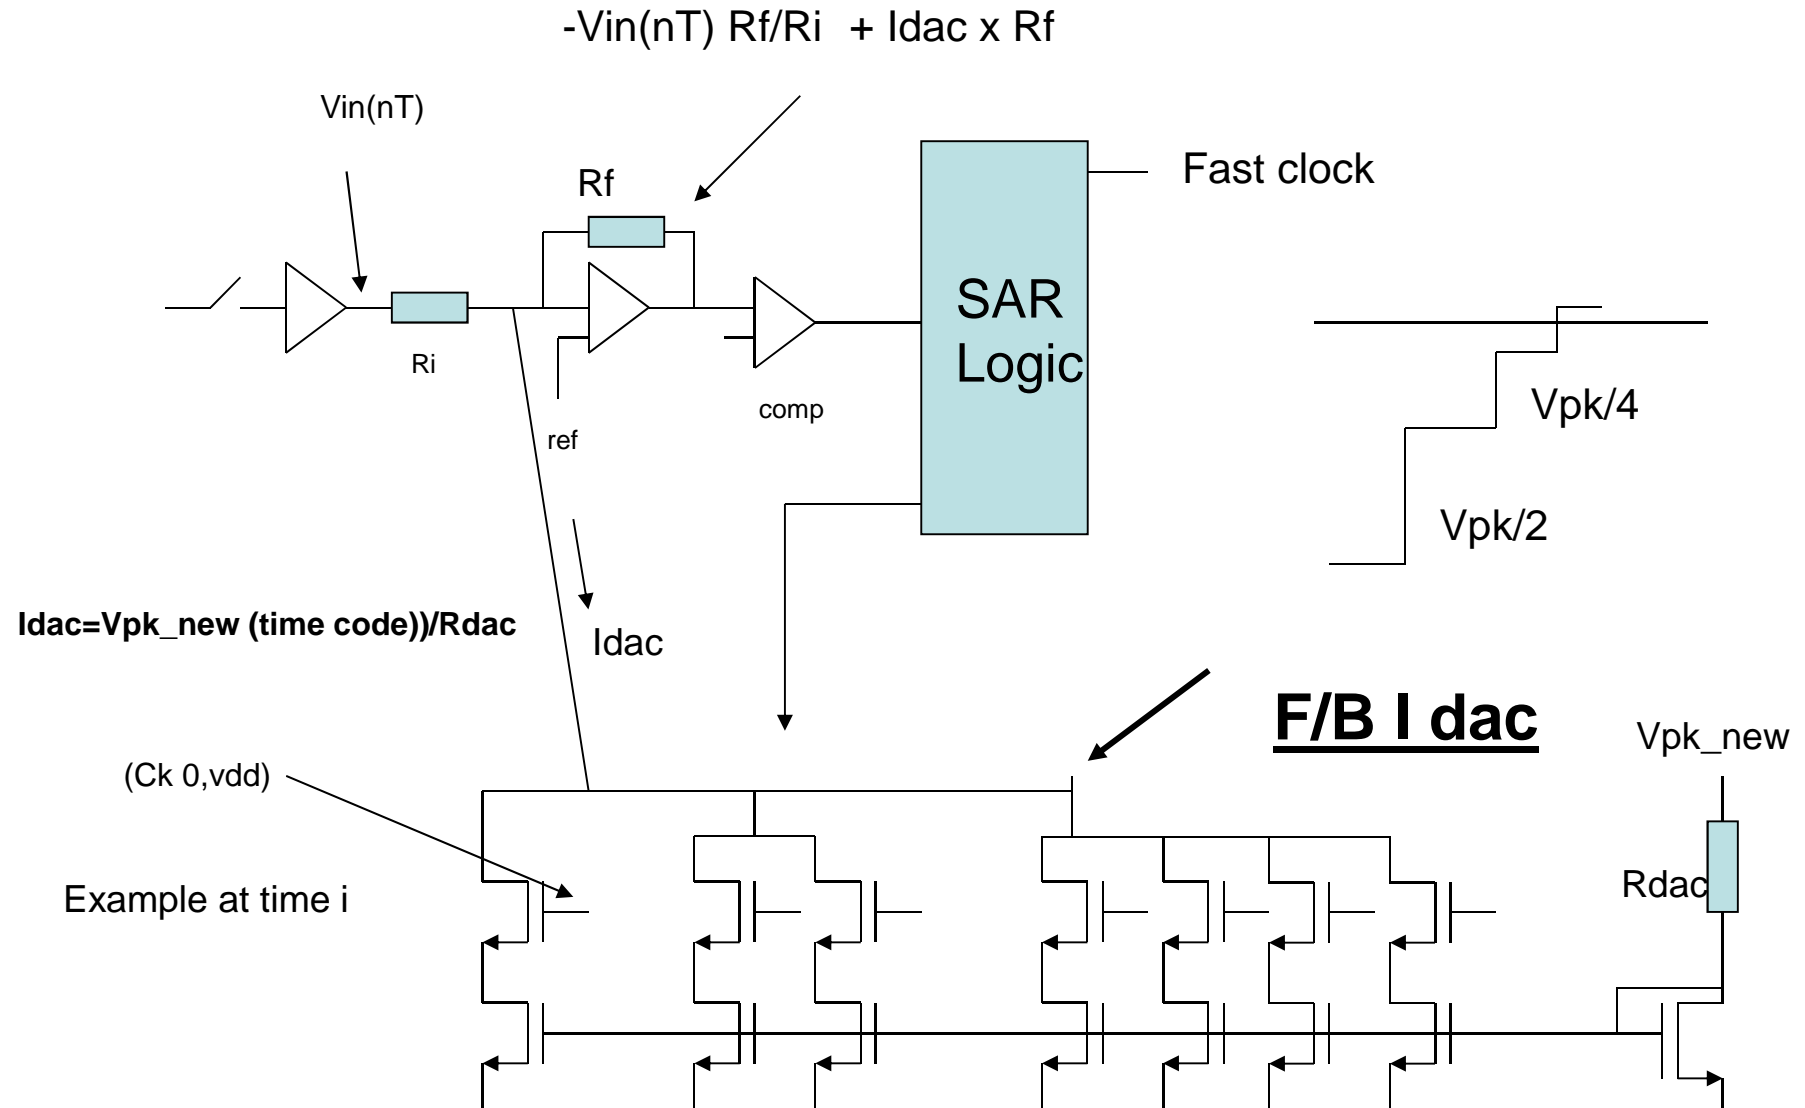 -Vin(nT) Rf/Ri + Idac x Rf
Vin(nT)
Rf
Fast clock
SAR
Logic
Ri
comp
ref
Vpk/4
Vpk/2
Idac=Vpk_new (time code))/Rdac
Idac
F/B I dac
Vpk_new
(Ck 0,vdd)
Example at time i
Rdac